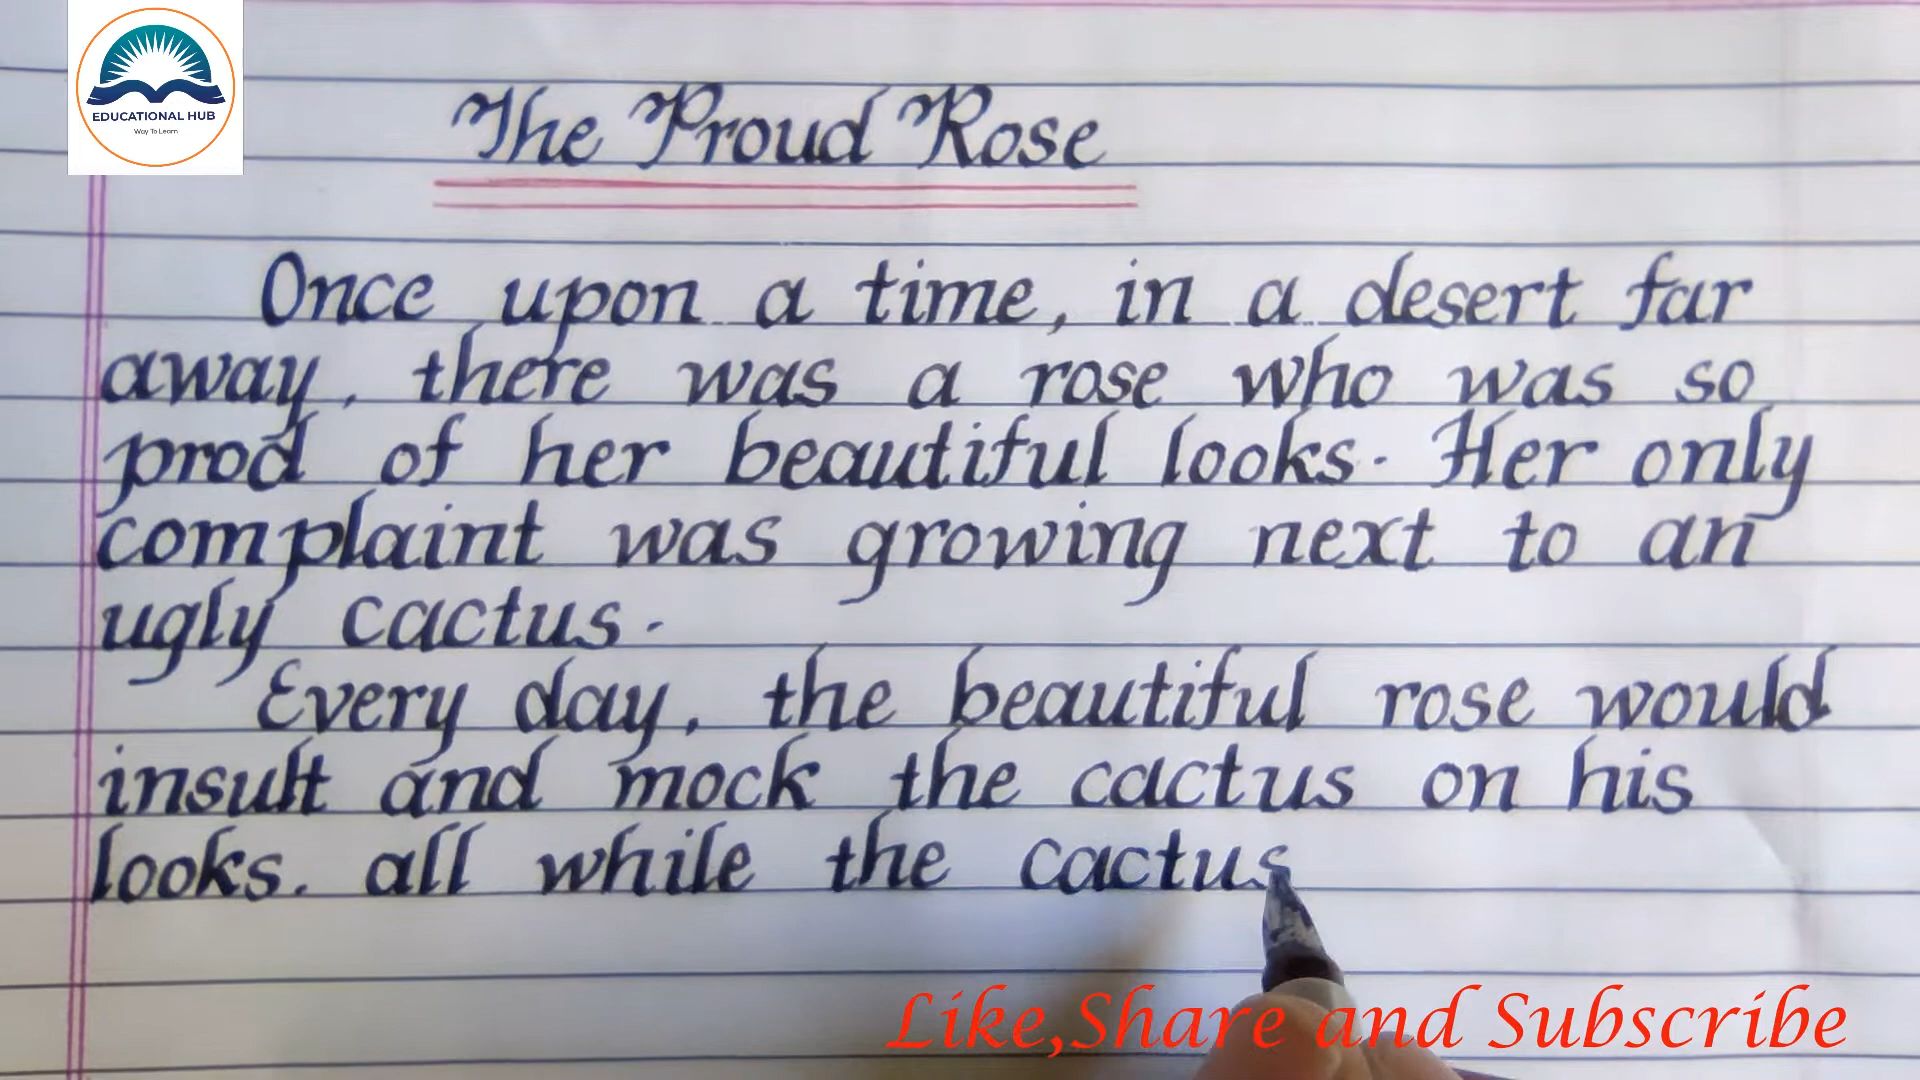 EDUCATIONAL HUB
Way To Learn
The Proud Rose
Once upon a time, in a desert far
away, there was a rose who was so
prod of her beautiful looks. Her only
complaint was growing next to an
ugly cactus.
Every day, the beautiful rose would
insult and mock the cactus on his
looks. all while the cactus
Like,Share and Subscribe